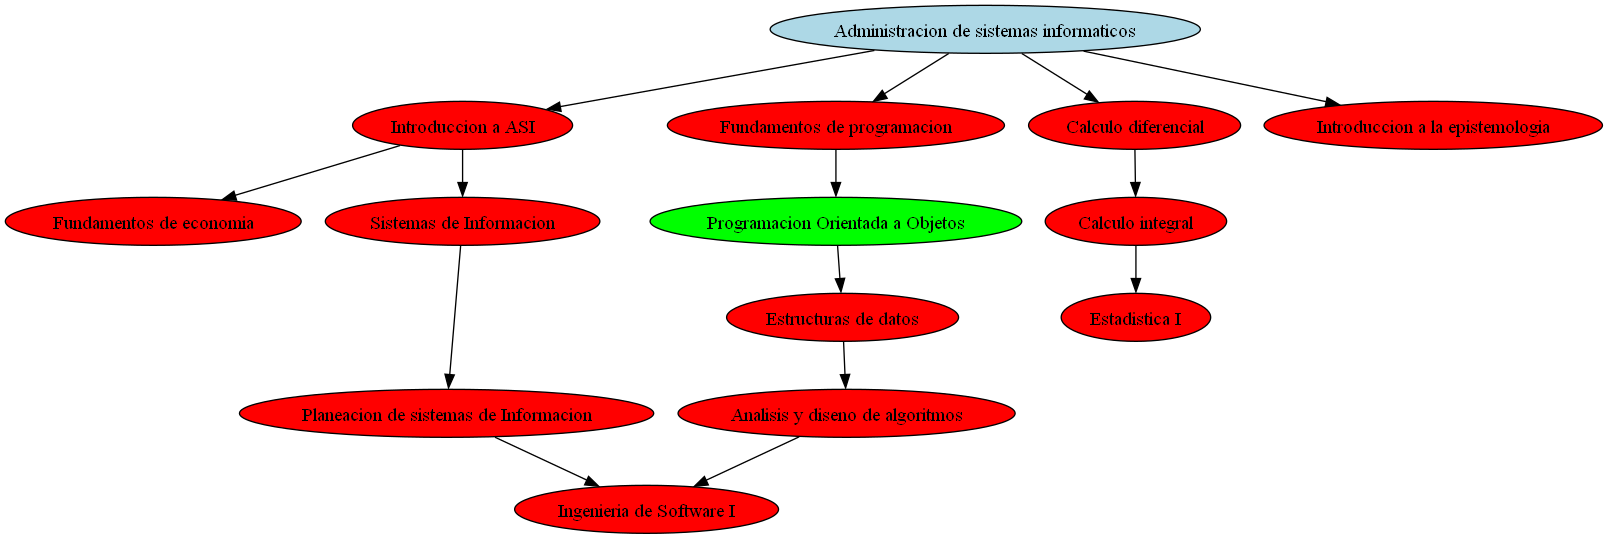 Administracion de sistemas informaticos
Introduccion a ASI
Fundamentos de programacion
Calculo diferencial
Introduccion a la epistemologia
Fundamentos de economia
Sistemas de Informacion
Programacion Orientada a Objetos
Calculo integral
Estructuras de datos
Estadistica I
Planeacion de sistemas de Informacion
Analisis y diseno de algoritmos
Ingenieria de Software I